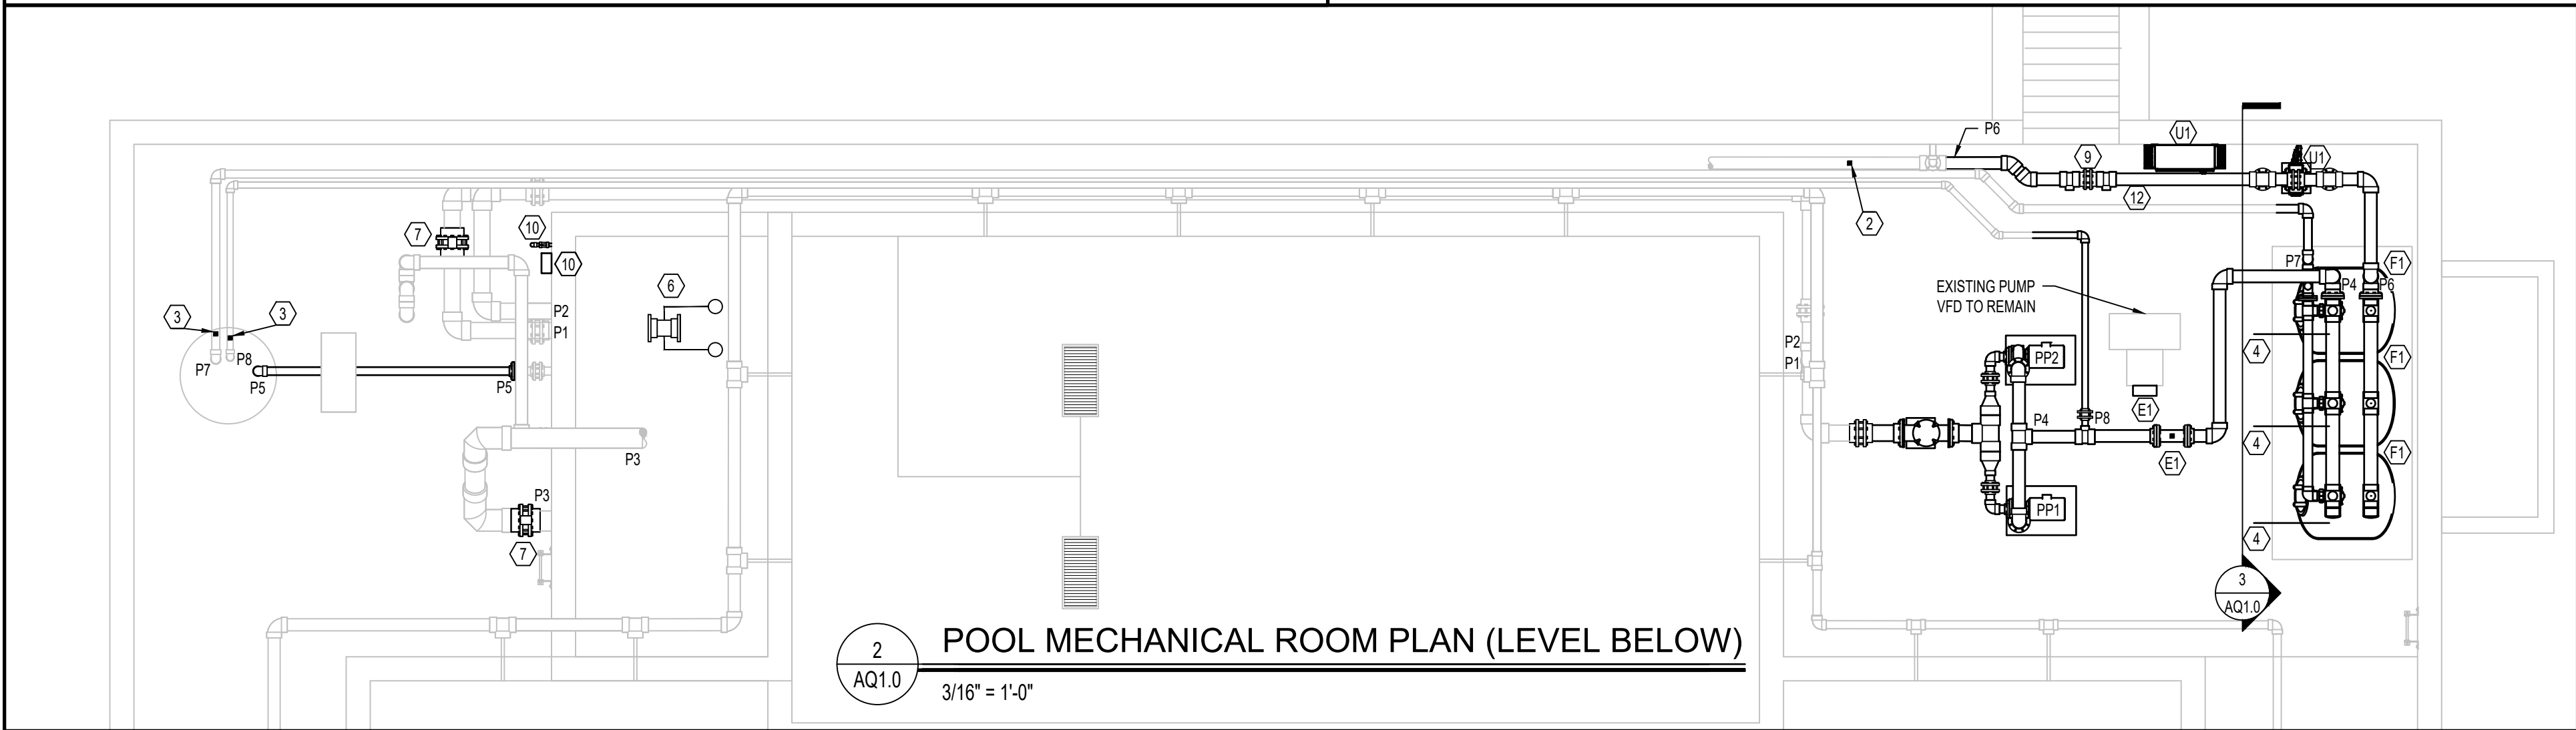 P6
U1
9
U1
12
2
10
7
10
6
P7
F1
P4
P6
EXISTING PUMP
VFD TO REMAIN
3
3
P2
P1
P2
P1
4
F1
PP2
P7
P8
P5
P5
E1
P4
P8
4
F1
E1
P3
P3
7
PP1
4
3
AQ1.0
2
AQ1.0
POOL MECHANICAL ROOM PLAN (LEVEL BELOW)
3/16" = 1'-0"